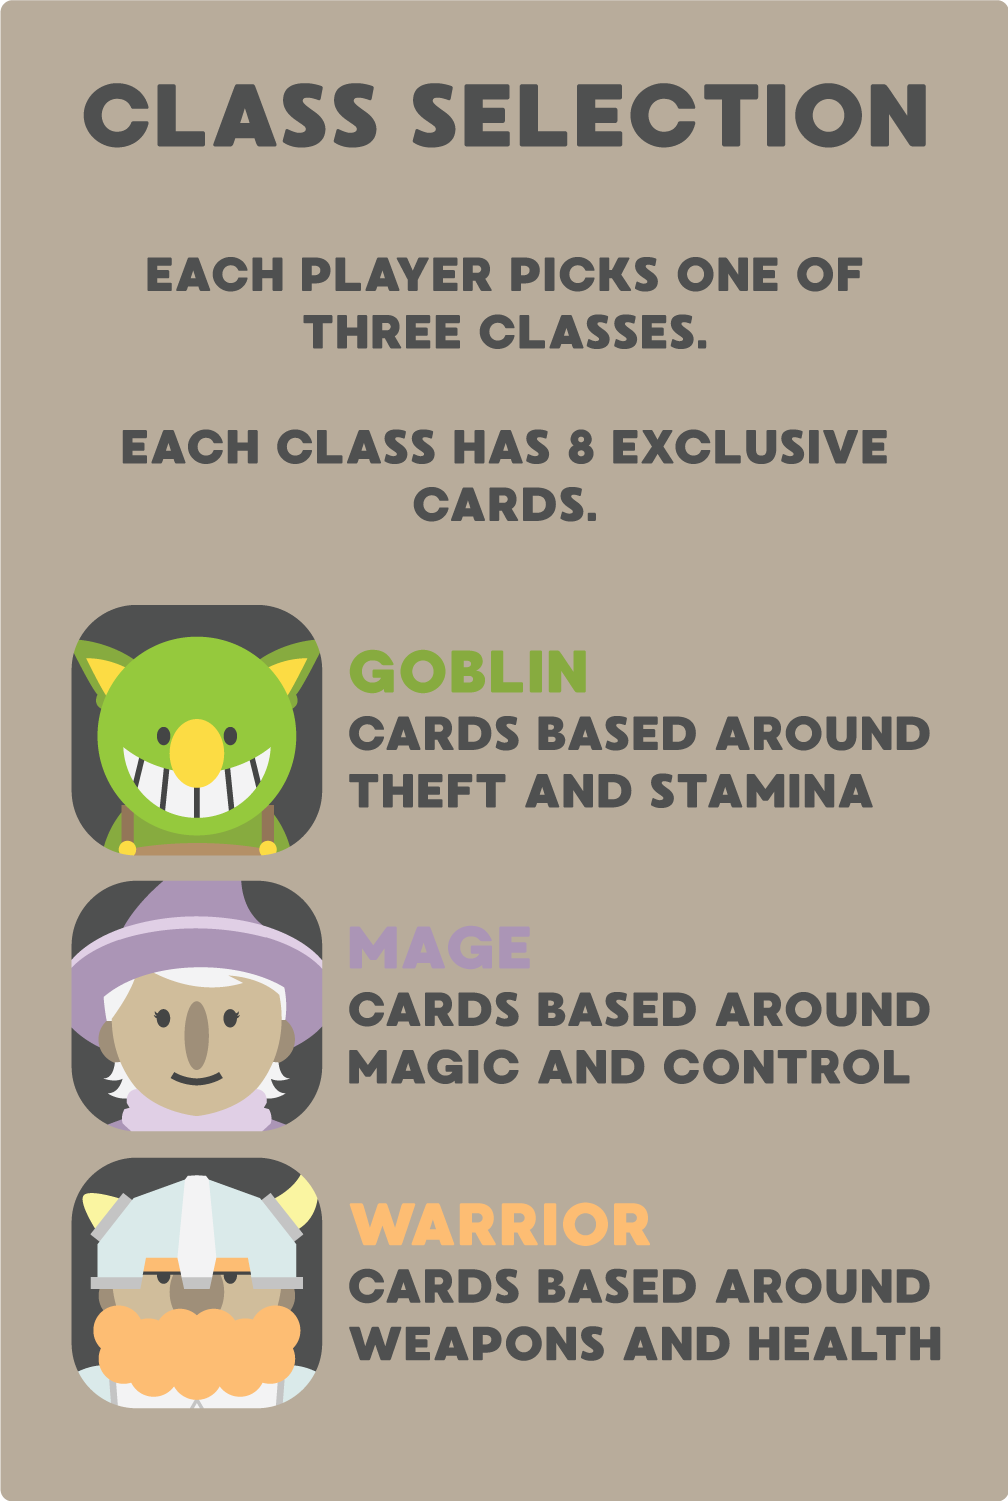 CLASS SELECTION
EACH PLAYER PICKS ONE OF
THREE CLASSES.
EACH CLASS HAS 8 EXCLUSIVE
CARDS.
GOBLIN
CARDS BASED AROUND
THEFT AND STAMINA
MAGE
CARDS BASED AROUND
MAGIC AND CONTROL
WARRIOR
CARDS BASED AROUND
WEAPONS AND HEALTH